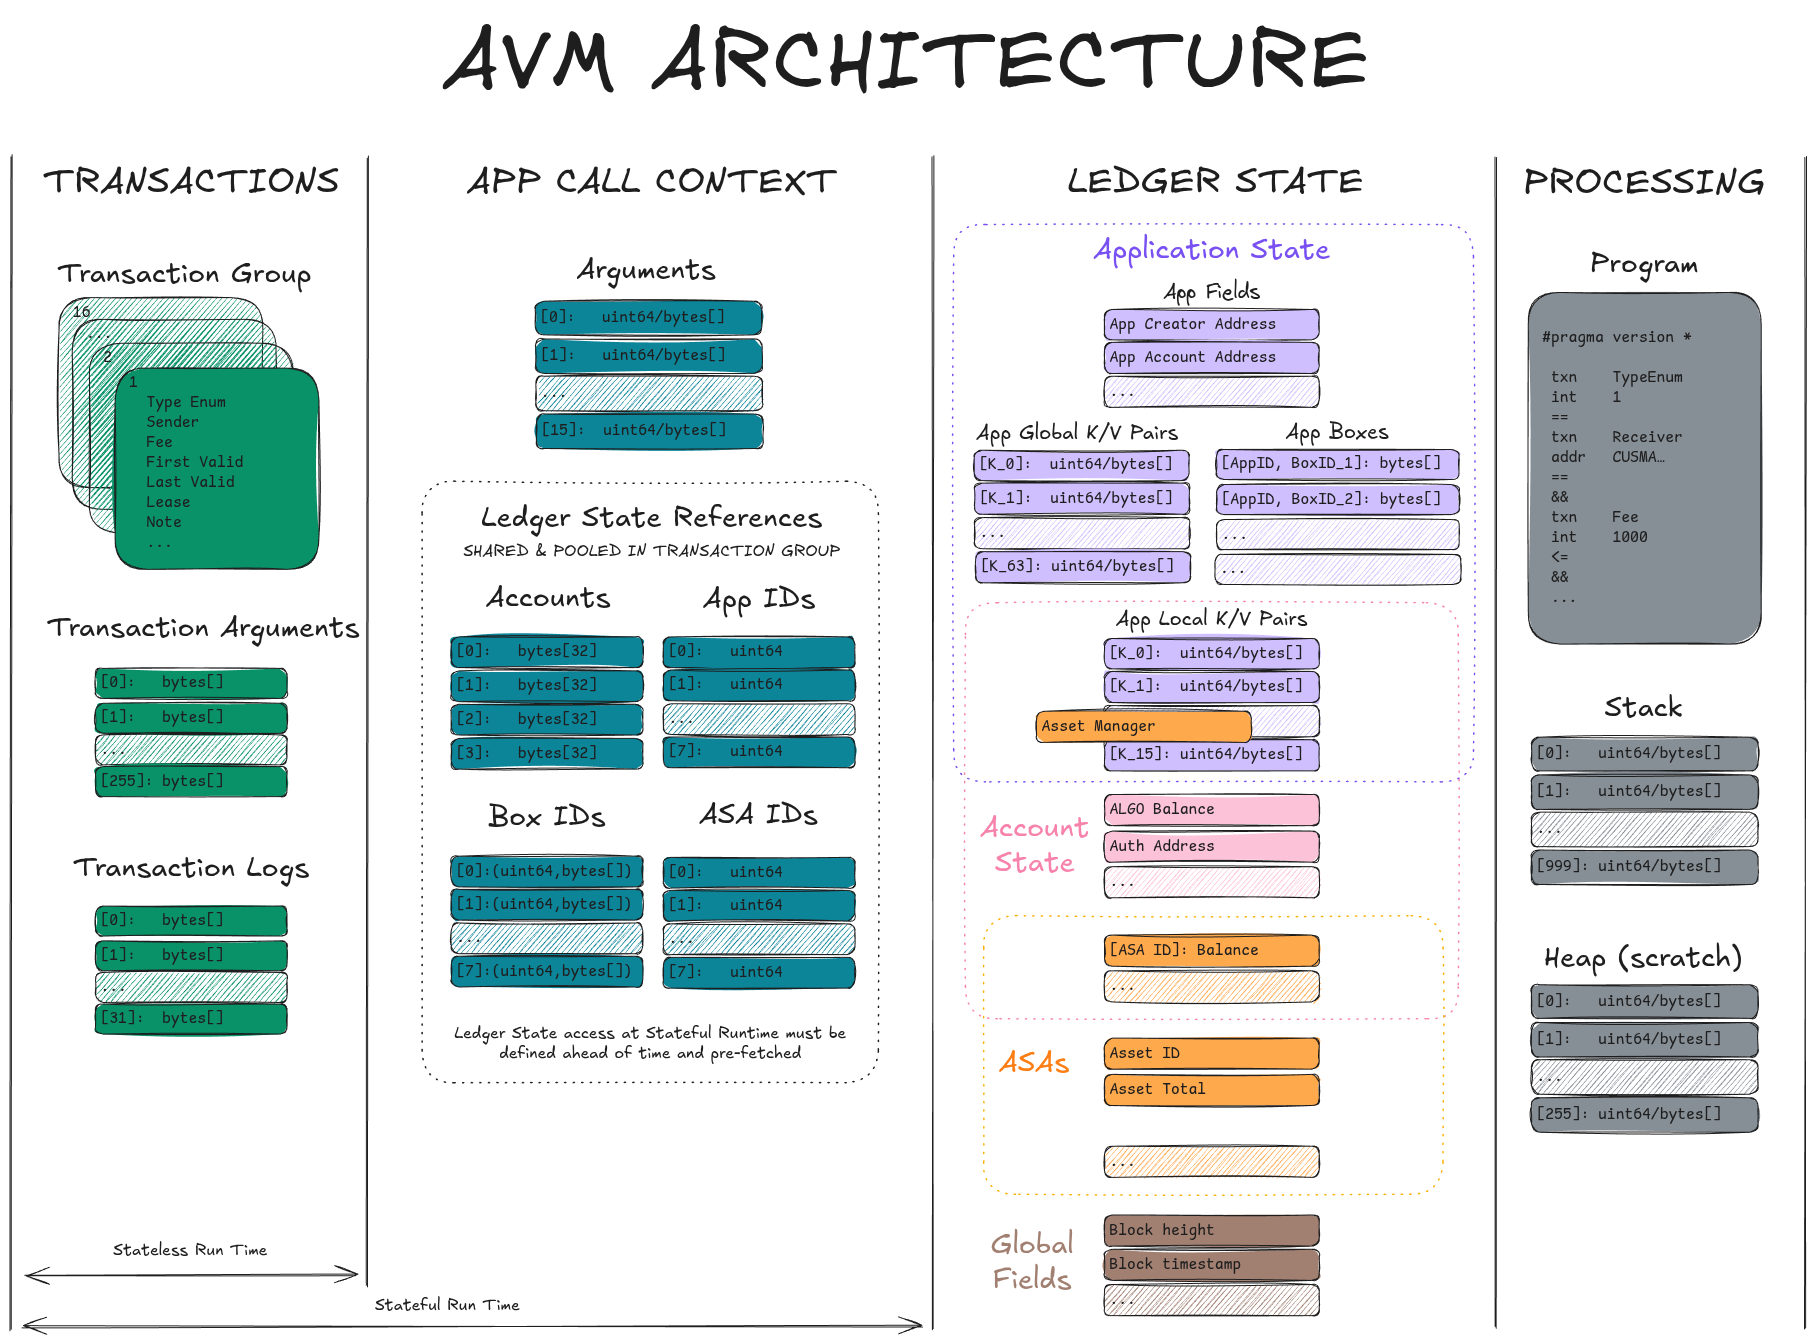 AVM ARCHITECTURE
TRANSACTIONS
Transaction Group
16
...
2
1
Type Enum
Sender
Fee
First Valid
Last Valid
Lease
Note
...
Transaction Arguments
[0]: bytes[]
[1]: bytes[]
...
[255]: bytes[]
Transaction Logs
[0]: bytes[]
[1]: bytes[]
...
[31]: bytes[]
Stateless Run Time
Stateful Run Time
APP CALL CONTEXT
Arguments
[0]: uint64/bytes[]
[1]: uint64/bytes[]
...
[15]: uint64/bytes[]
Ledger State References
SHARED & POOLED IN TRANSACTION GROUP
Accounts
[0]: bytes[32]
[1]: bytes[32]
[2]: bytes[32]
[3]: bytes[32]
App IDs
[0]: uint64
[1]: uint64
...
[7]: uint64
Box IDs
[0]:(uint64,bytes[])
[1]:(uint64,bytes[])
...
[7]:(uint64,bytes[])
ASA IDs
[0]: uint64
[1]: uint64
...
[7]: uint64
Ledger State access at Stateful Runtime must be
defined ahead of time and pre-fetched
LEDGER STATE
Application State
App Fields
App Creator Address
App Account Address
...
App Global K/V Pairs
[K_0]: uint64/bytes[]
[K_1]: uint64/bytes[]
...
[K_63]: uint64/bytes[]
App Boxes
[AppID, BoxID_1]: bytes[]
[AppID, BoxID_2]: bytes[]
...
...
App Local K/V Pairs
[K_0]: uint64/bytes[]
[K_1]: uint64/bytes[]
Asset Manager
[K_15]: uint64/bytes[]
Account
State
ALGO Balance
Auth Address
...
[ASA ID]: Balance
...
ASAs
Asset ID
Asset Total
...
Global
Fields
Block height
Block timestamp
...
PROCESSING
Program
#pragma version *
txn TypeEnum
int 1
==
txn Receiver
addr CUSMA…
==
&&
txn Fee
int 1000
<=
&&
...
Stack
[0]: uint64/bytes[]
[1]: uint64/bytes[]
...
[999]: uint64/bytes[]
Heap (scratch)
[0]: uint64/bytes[]
[1]: uint64/bytes[]
...
[255]: uint64/bytes[]